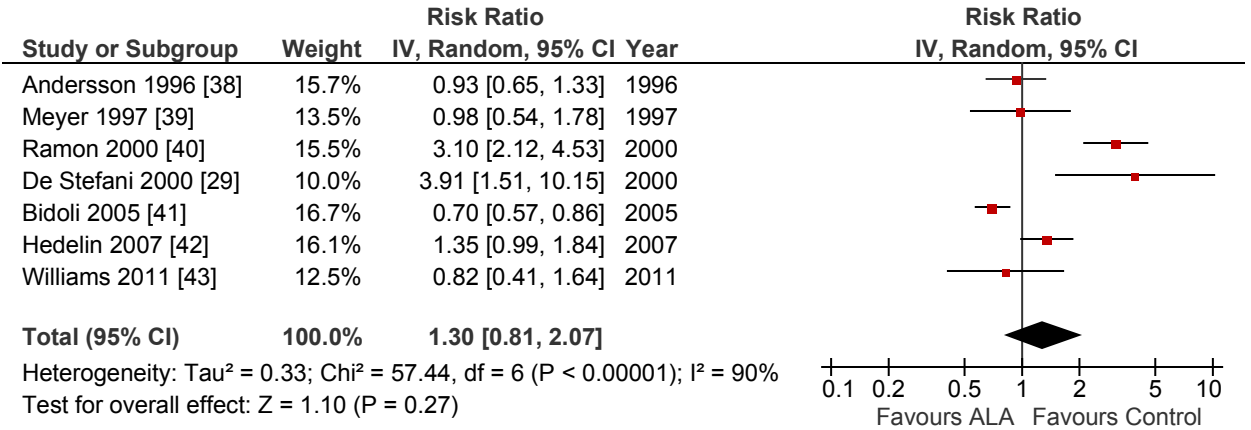 Risk Ratio Risk Ratio
Study or Subgroup Weight IV, Random, 95% CI Year IV, Random, 95% CI
Andersson 1996 [38] 15.7% 0.93 [0.65, 1.33] 1996
Meyer 1997 [39] 13.5% 0.98 [0.54, 1.78] 1997
Ramon 2000 [40] 15.5% 3.10 [2.12, 4.53] 2000
De Stefani 2000 [29] 10.0% 3.91 [1.51, 10.15] 2000
Bidoli 2005 [41] 16.7% 0.70 [0.57, 0.86] 2005
Hedelin 2007 [42] 16.1% 1.35 [0.99, 1.84] 2007
Williams 2011 [43] 12.5% 0.82 [0.41, 1.64] 2011
Total (95% CI) 100.0% 1.30 [0.81, 2.07]
Heterogeneity: Tau² = 0.33; Chi² = 57.44, df = 6 (P < 0.00001); I² = 90%
Test for overall effect: Z = 1.10 (P = 0.27)
0.1 0.2 0.5 1 2 5 10
Favours ALA Favours Control